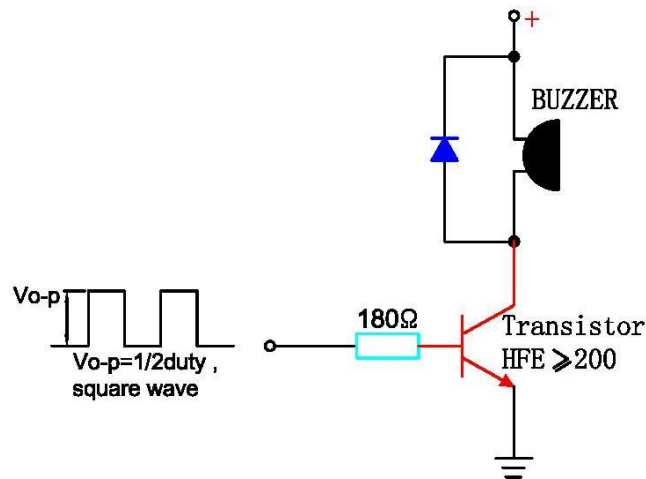 +
BUZZER
Vo-p
180Ω
Transistor
HFE ≥200
Vo-p=1/2duty ,
square wave